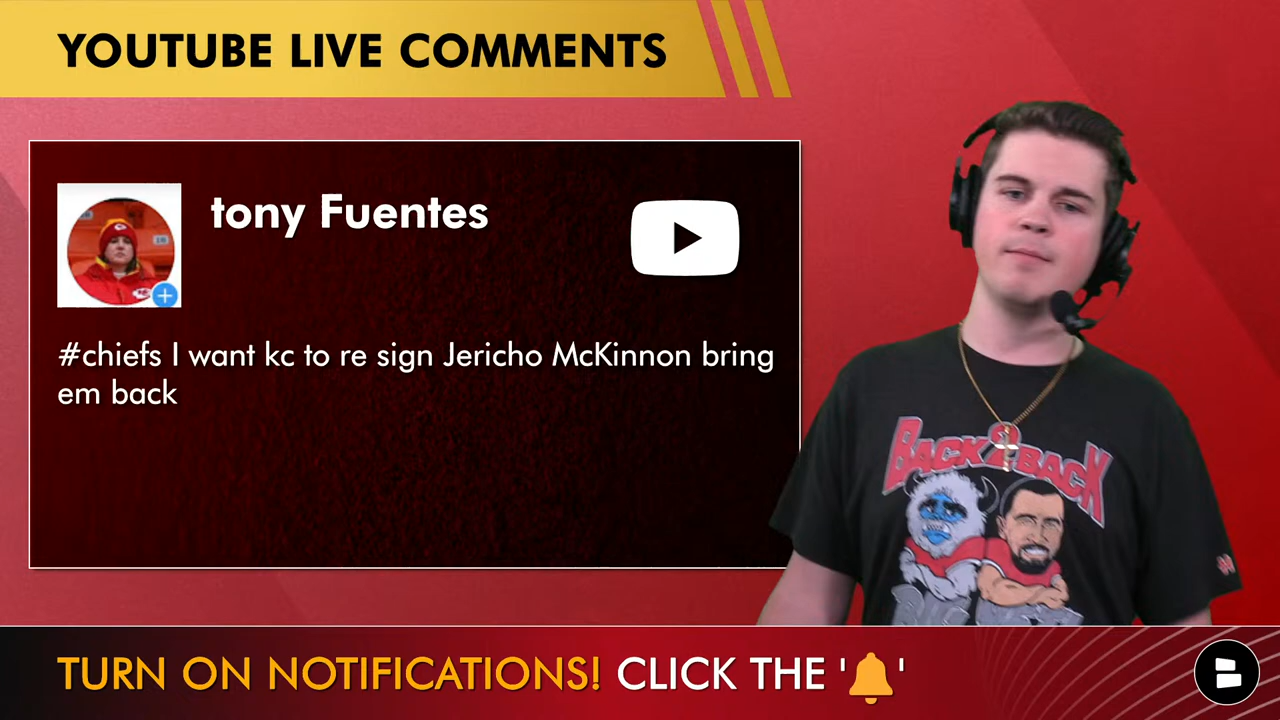 YOUTUBE LIVE COMMENTS
tony Fuentes
#chiefs I want kc to re sign Jericho McKinnon bring
em back
BACK 2 BACK
TURN ON NOTIFICATIONS! CLICK THE '🔔'